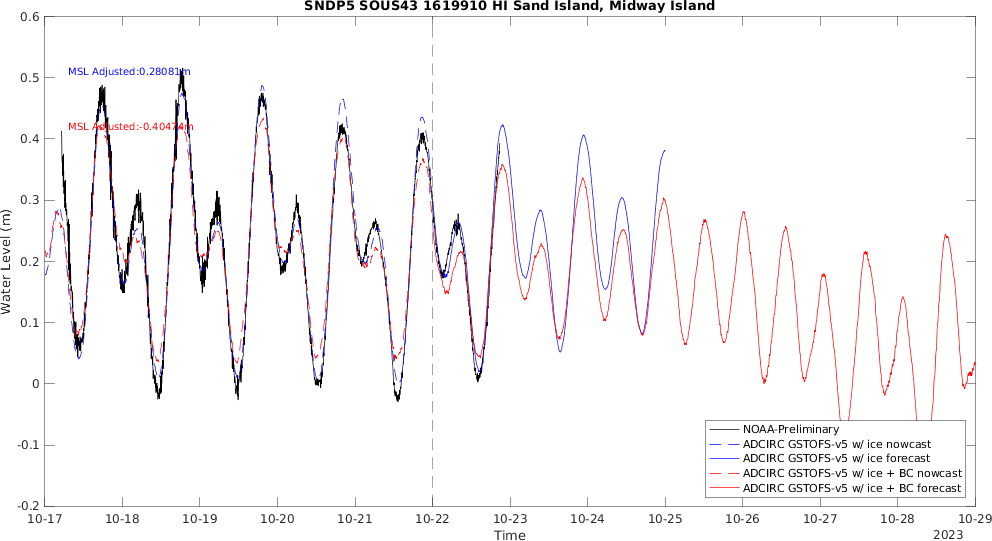 SNDP5 SOUS43 1619910 HI Sand Island, Midway Island
0.6
0.5
0.4
0.3
0.2
0.1
0
-0.1
-0.2
Water Level (m)
MSL Adjusted:0.28081m
MSL Adjusted:-0.40474m
NOAA-Preliminary
ADCIRC GSTOFS-v5 w/ ice nowcast
ADCIRC GSTOFS-v5 w/ ice forecast
ADCIRC GSTOFS-v5 w/ ice + BC nowcast
ADCIRC GSTOFS-v5 w/ ice + BC forecast
10-17 10-18 10-19 10-20 10-21 10-22 10-23 10-24 10-25 10-26 10-27 10-28 10-29
Time
2023